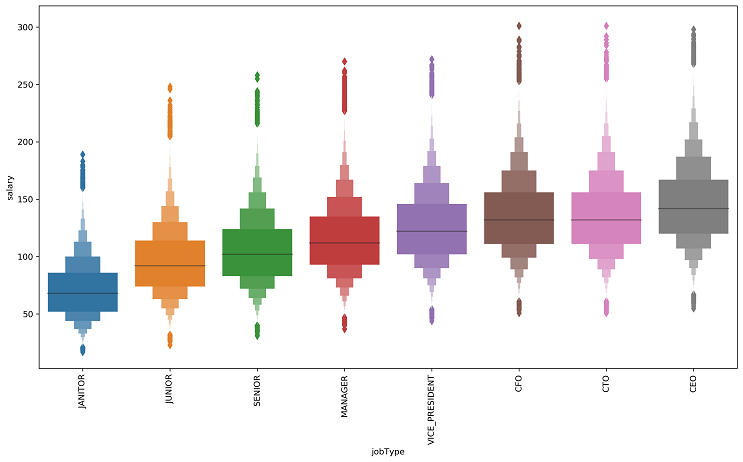 300
250
200
150
100
50
salary
JANITOR
JUNIOR
SENIOR
MANAGER
VICE_PRESIDENT
CFO
CTO
CEO
jobType